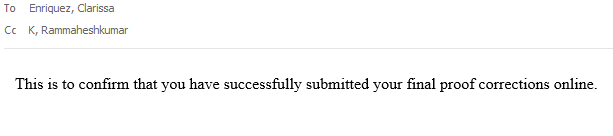 To Enriquez, Clarissa
Cc K, Rammaheshkumar
This is to confirm that you have successfully submitted your final proof corrections online.